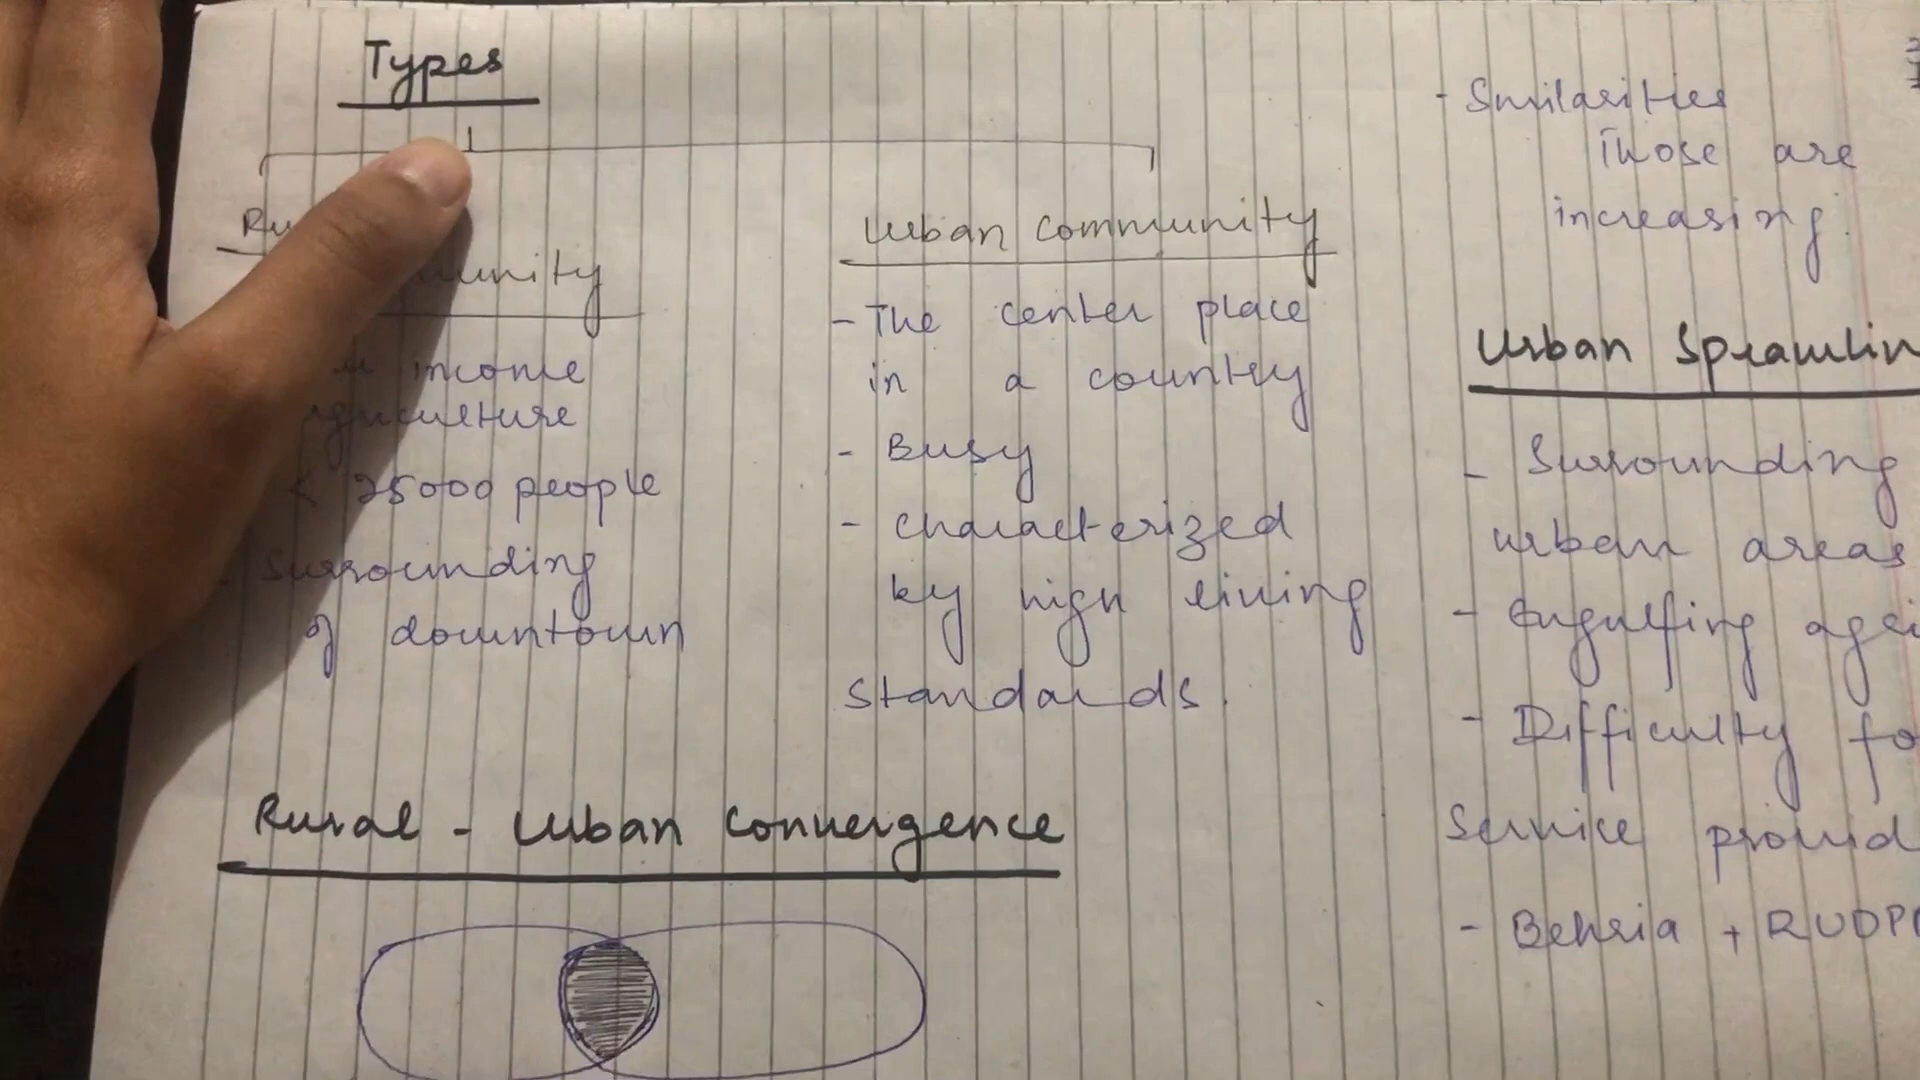 Types
Community
income
agriculture
< 25000 people
- Surrounding
of downtown
Urban Community
- The center place
in a country
- Busy
- characterized
by high living
standards.
Rural - Urban Convergence
- Similarities
Those are
increasing.
Urban
- Surrounding
urban areas
- Engulfing
- Difficulty
Service
- Behria +